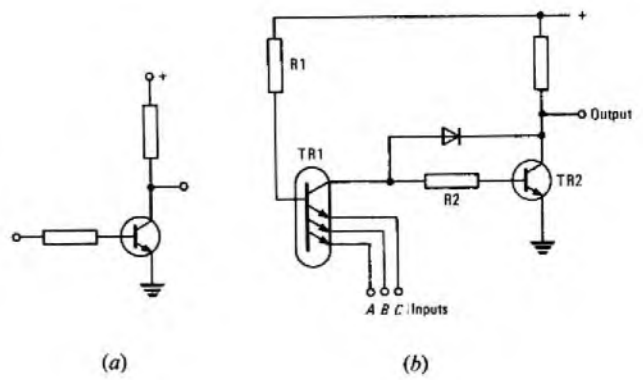 +
R1
+
Output
TR1
TR2
R2
A B C Inputs
(a)
(b)